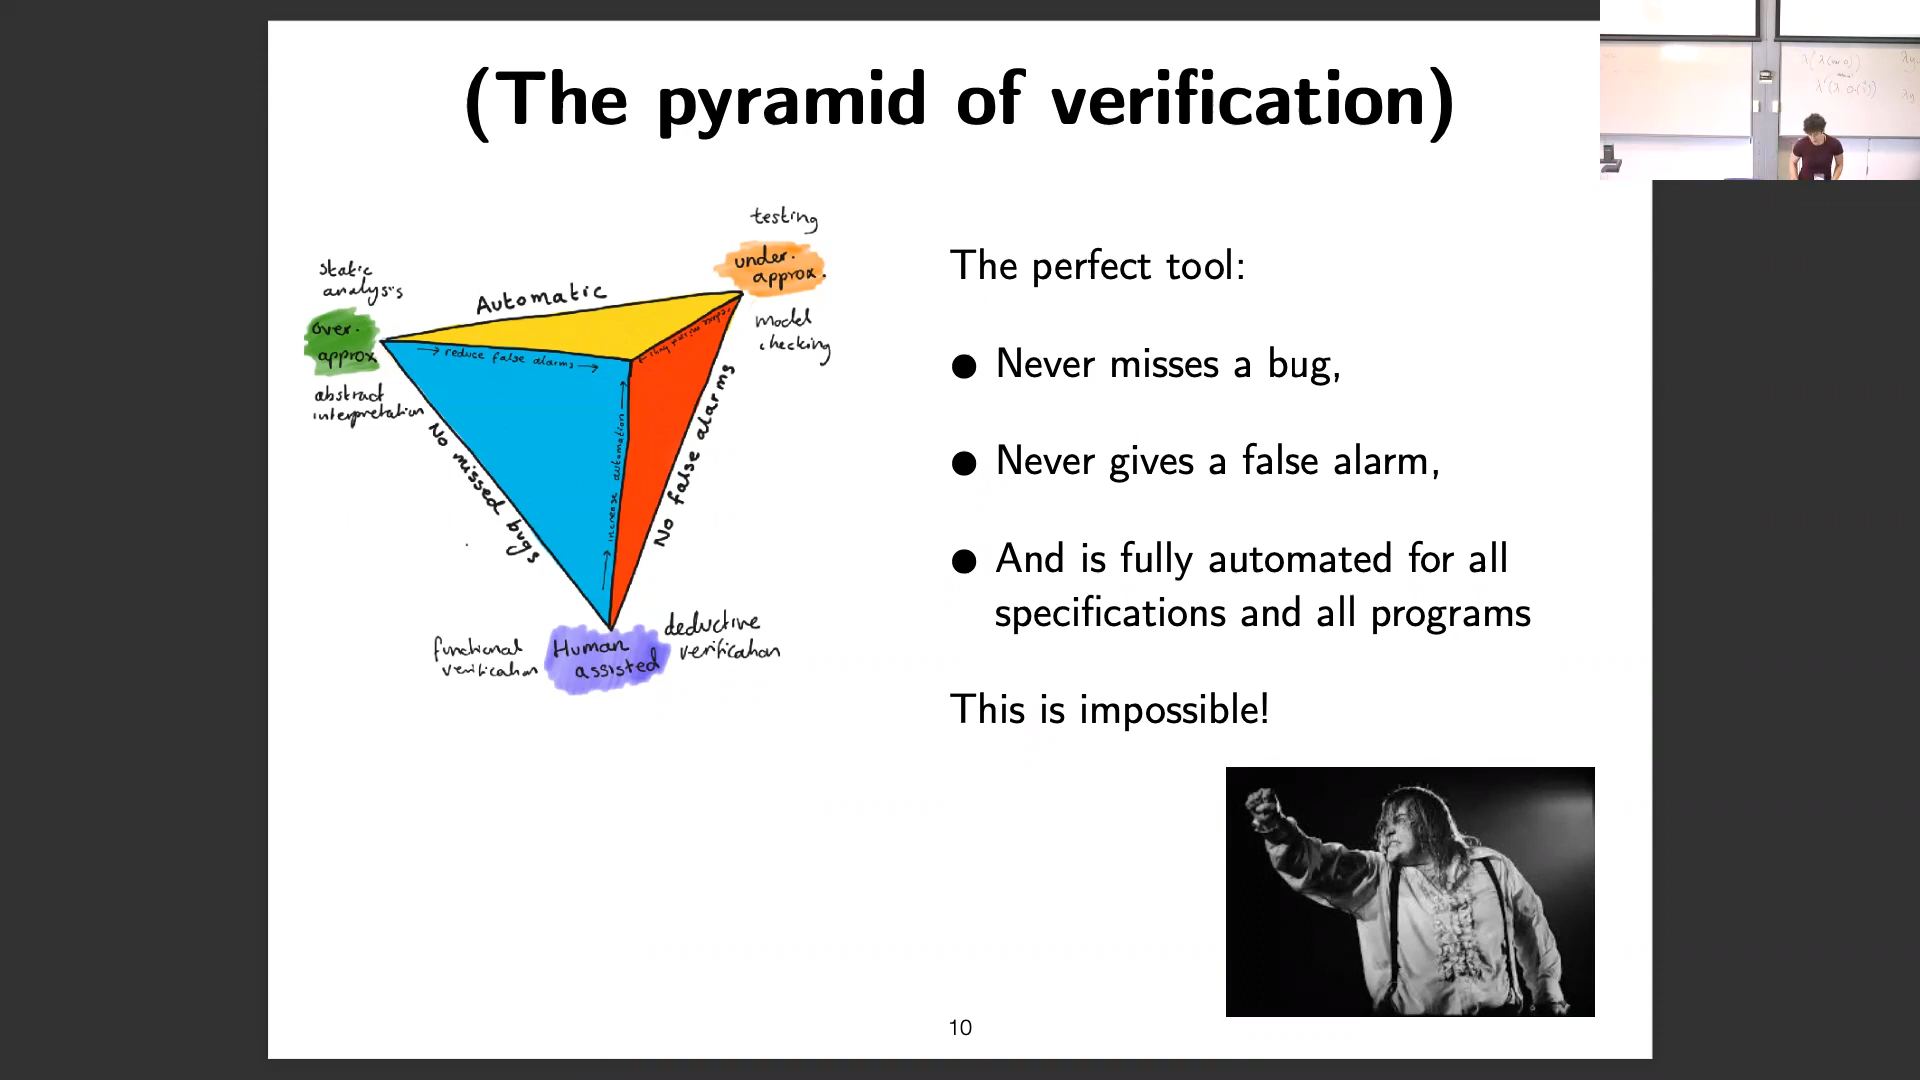 (The pyramid of verification)
testing
under.
approx.
static
analysis
Automatic
over.
approx
model
checking
→ reduce false alarms →
abstract
interpretation
No missed bugs
increase automation
No false alarms
functional
verification
Human
assisted
deductive
verification
The perfect tool:
● Never misses a bug,
● Never gives a false alarm,
● And is fully automated for all
specifications and all programs
This is impossible!
10